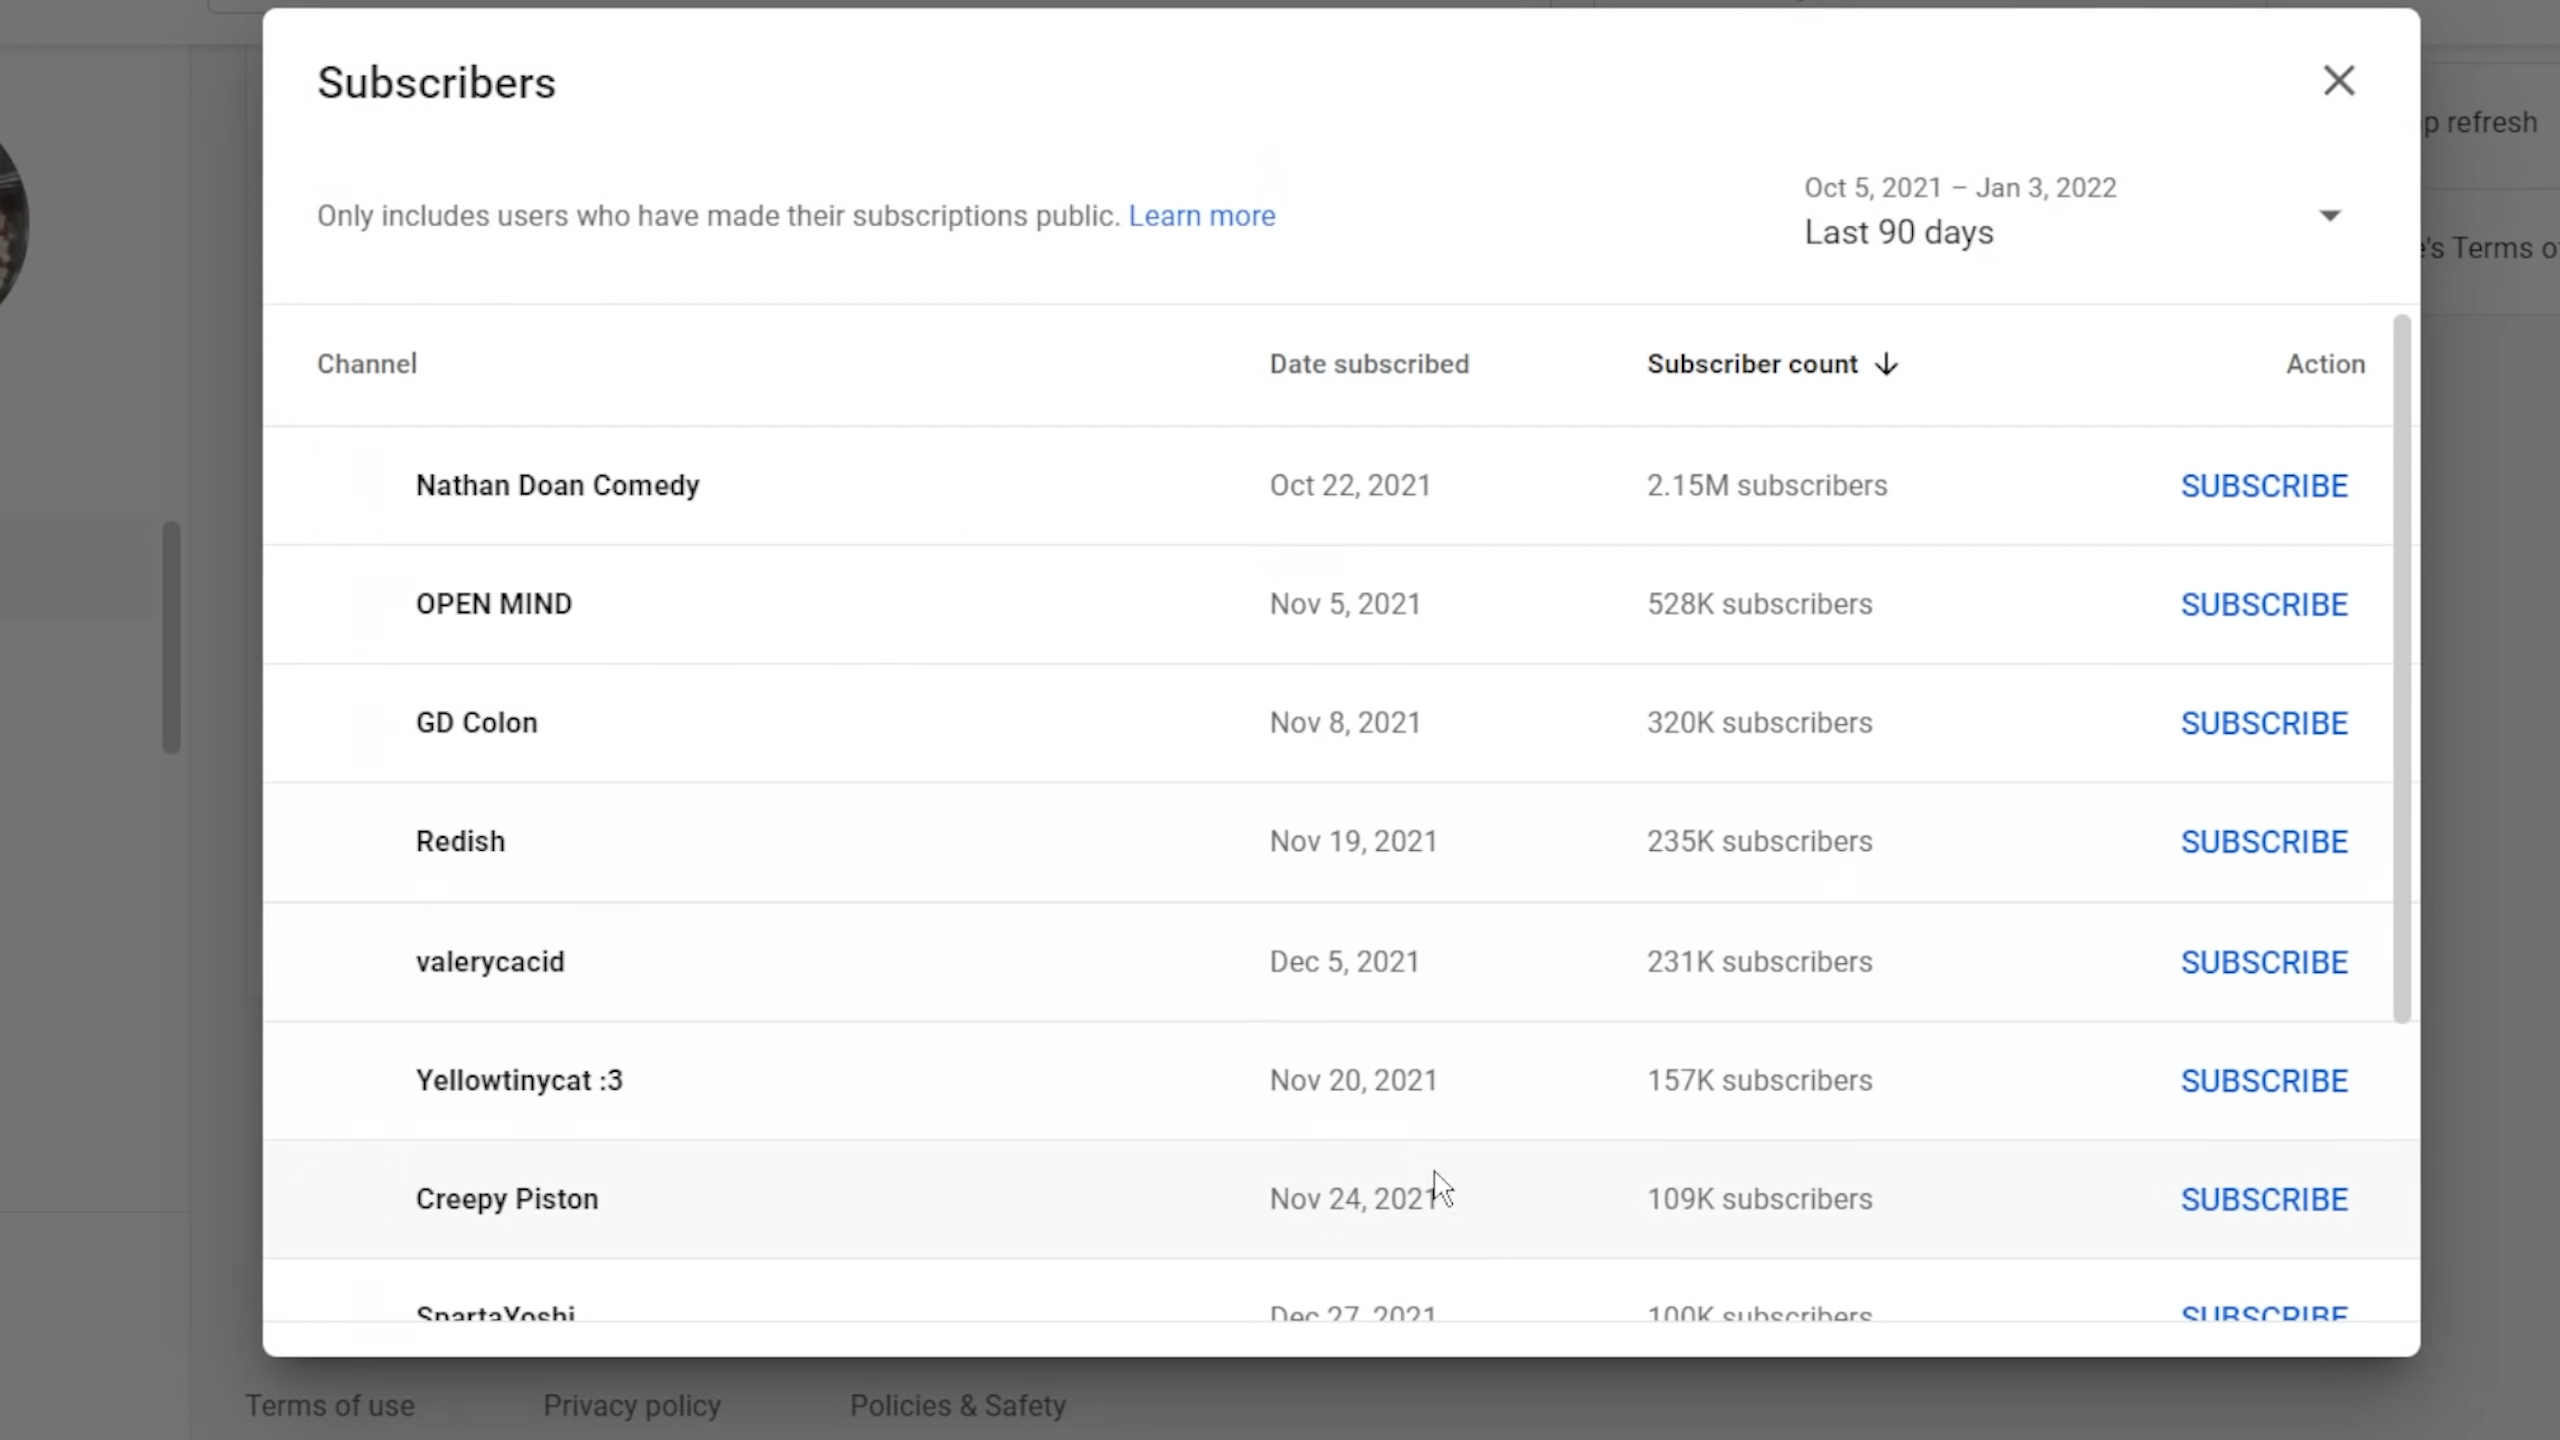 Subscribers
p refresh
Only includes users who have made their subscriptions public. Learn more
Oct 5, 2021 – Jan 3, 2022
Last 90 days
e's Terms o
Channel Date subscribed Subscriber count Action
Nathan Doan Comedy Oct 22, 2021 2.15M subscribers SUBSCRIBE
OPEN MIND Nov 5, 2021 528K subscribers SUBSCRIBE
GD Colon Nov 8, 2021 320K subscribers SUBSCRIBE
Redish Nov 19, 2021 235K subscribers SUBSCRIBE
valerycacid Dec 5, 2021 231K subscribers SUBSCRIBE
Yellowtinycat :3 Nov 20, 2021 157K subscribers SUBSCRIBE
Creepy Piston Nov 24, 2021 109K subscribers SUBSCRIBE
SpartaYoshi Dec 27, 2021 100K subscribers SUBSCRIBE
Terms of use Privacy policy Policies & Safety